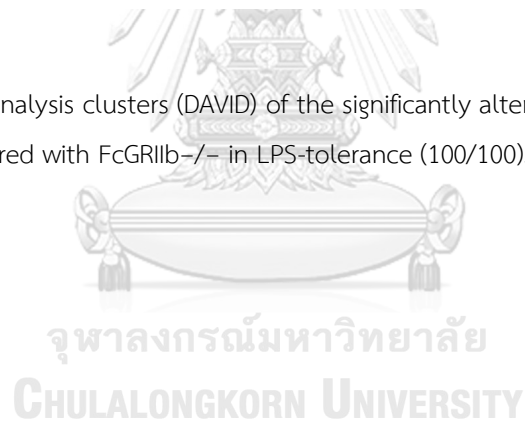 nalysis clusters (DAVID) of the significantly alter
red with FcGRIIb–/– in LPS-tolerance (100/100)
จุฬาลงกรณ์มหาวิทยาลัย
CHULALONGKORN UNIVERSITY